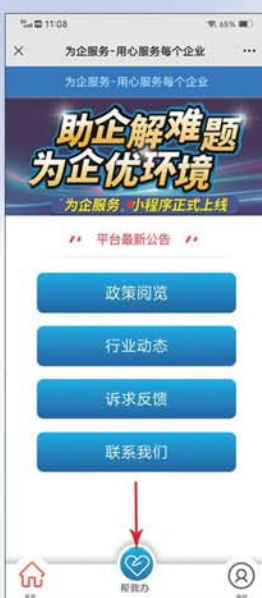 11:08 65%
为企服务-用心服务每个企业
为企服务-用心服务每个企业
助企解难题
为企优环境
为企服务 小程序正式上线
平台最新公告
政策阅览
行业动态
诉求反馈
联系我们
帮我办